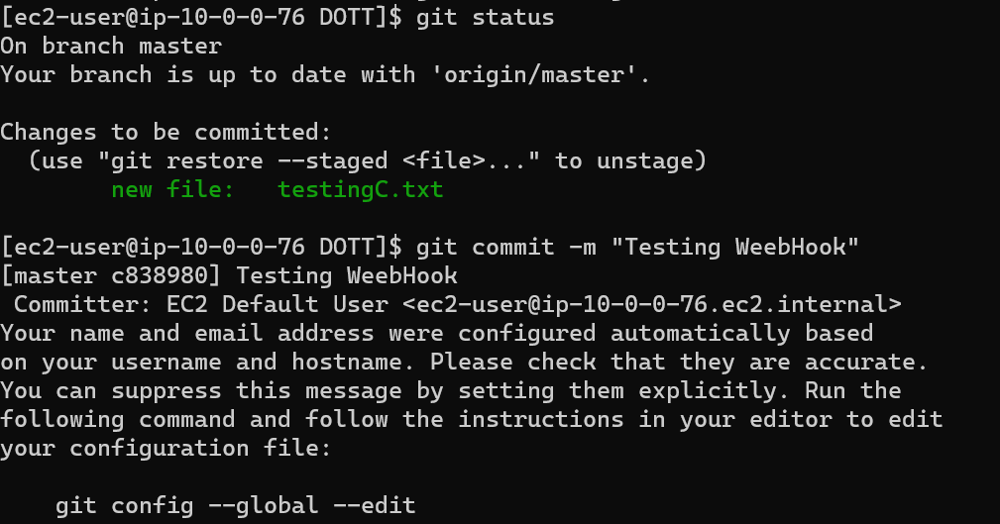 [ec2-user@ip-10-0-0-76 DOTT]$ git status
On branch master
Your branch is up to date with 'origin/master'.
Changes to be committed:
  (use "git restore --staged <file>..." to unstage)
        new file:   testingC.txt
[ec2-user@ip-10-0-0-76 DOTT]$ git commit -m "Testing WeebHook"
[master c838980] Testing WeebHook
 Committer: EC2 Default User <ec2-user@ip-10-0-0-76.ec2.internal>
Your name and email address were configured automatically based
on your username and hostname. Please check that they are accurate.
You can suppress this message by setting them explicitly. Run the
following command and follow the instructions in your editor to edit
your configuration file:
    git config --global --edit